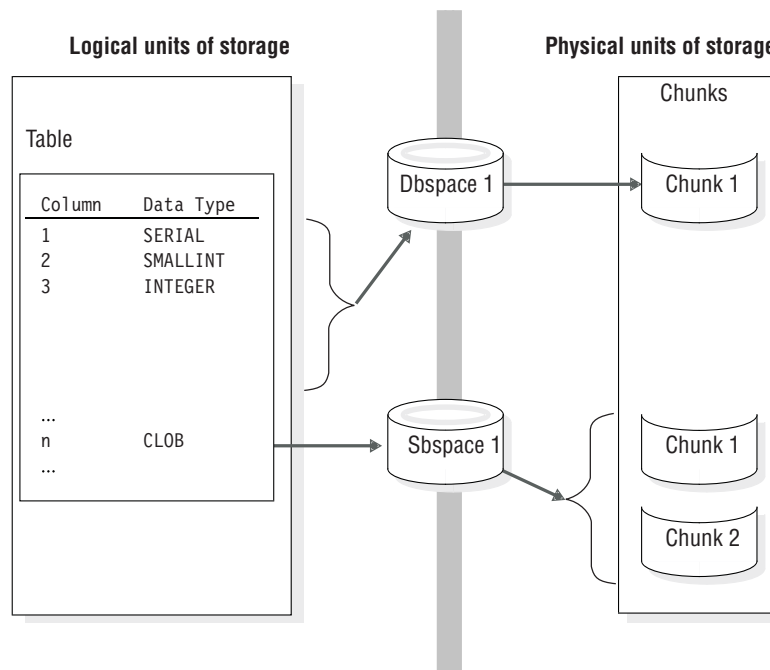 Logical units of storage
Physical units of storage
Chunks
Table
Dbspace 1
Chunk 1
Column Data Type
1 SERIAL
2 SMALLINT
3 INTEGER
...
n CLOB
...
Sbspace 1
Chunk 1
Chunk 2